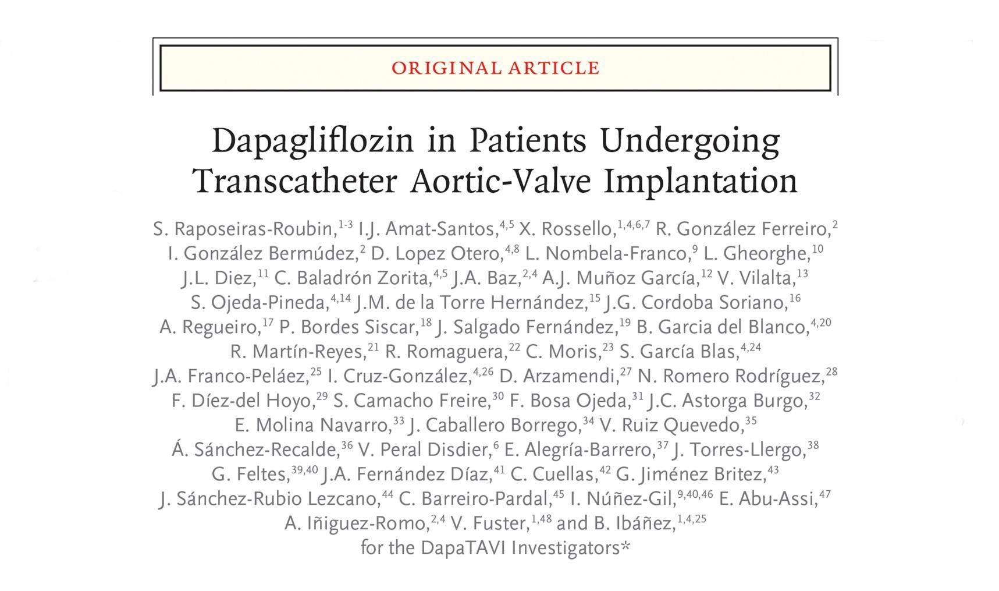 ORIGINAL ARTICLE
Dapagliflozin in Patients Undergoing
Transcatheter Aortic-Valve Implantation
S. Raposeiras-Roubin,1-3 I.J. Amat-Santos,4,5 X. Rossello,1,4,6,7 R. González Ferreiro,2
I. González Bermúdez,2 D. Lopez Otero,4,8 L. Nombela-Franco,9 L. Gheorghe,10
J.L. Diez,11 C. Baladrón Zorita,4,5 J.A. Baz,2,4 A.J. Muñoz García,12 V. Vilalta,13
S. Ojeda-Pineda,4,14 J.M. de la Torre Hernández,15 J.G. Cordoba Soriano,16
A. Regueiro,17 P. Bordes Siscar,18 J. Salgado Fernández,19 B. Garcia del Blanco,4,20
R. Martín-Reyes,21 R. Romaguera,22 C. Moris,23 S. García Blas,4,24
J.A. Franco-Peláez,25 I. Cruz-González,4,26 D. Arzamendi,27 N. Romero Rodríguez,28
F. Díez-del Hoyo,29 S. Camacho Freire,30 F. Bosa Ojeda,31 J.C. Astorga Burgo,32
E. Molina Navarro,33 J. Caballero Borrego,34 V. Ruiz Quevedo,35
Á. Sánchez-Recalde,36 V. Peral Disdier,6 E. Alegría-Barrero,37 J. Torres-Llergo,38
G. Feltes,39,40 J.A. Fernández Díaz,41 C. Cuellas,42 G. Jiménez Britez,43
J. Sánchez-Rubio Lezcano,44 C. Barreiro-Pardal,45 I. Núñez-Gil,9,40,46 E. Abu-Assi,47
A. Iñiguez-Romo,2,4 V. Fuster,1,48 and B. Ibáñez,1,4,25
for the DapaTAVI Investigators*